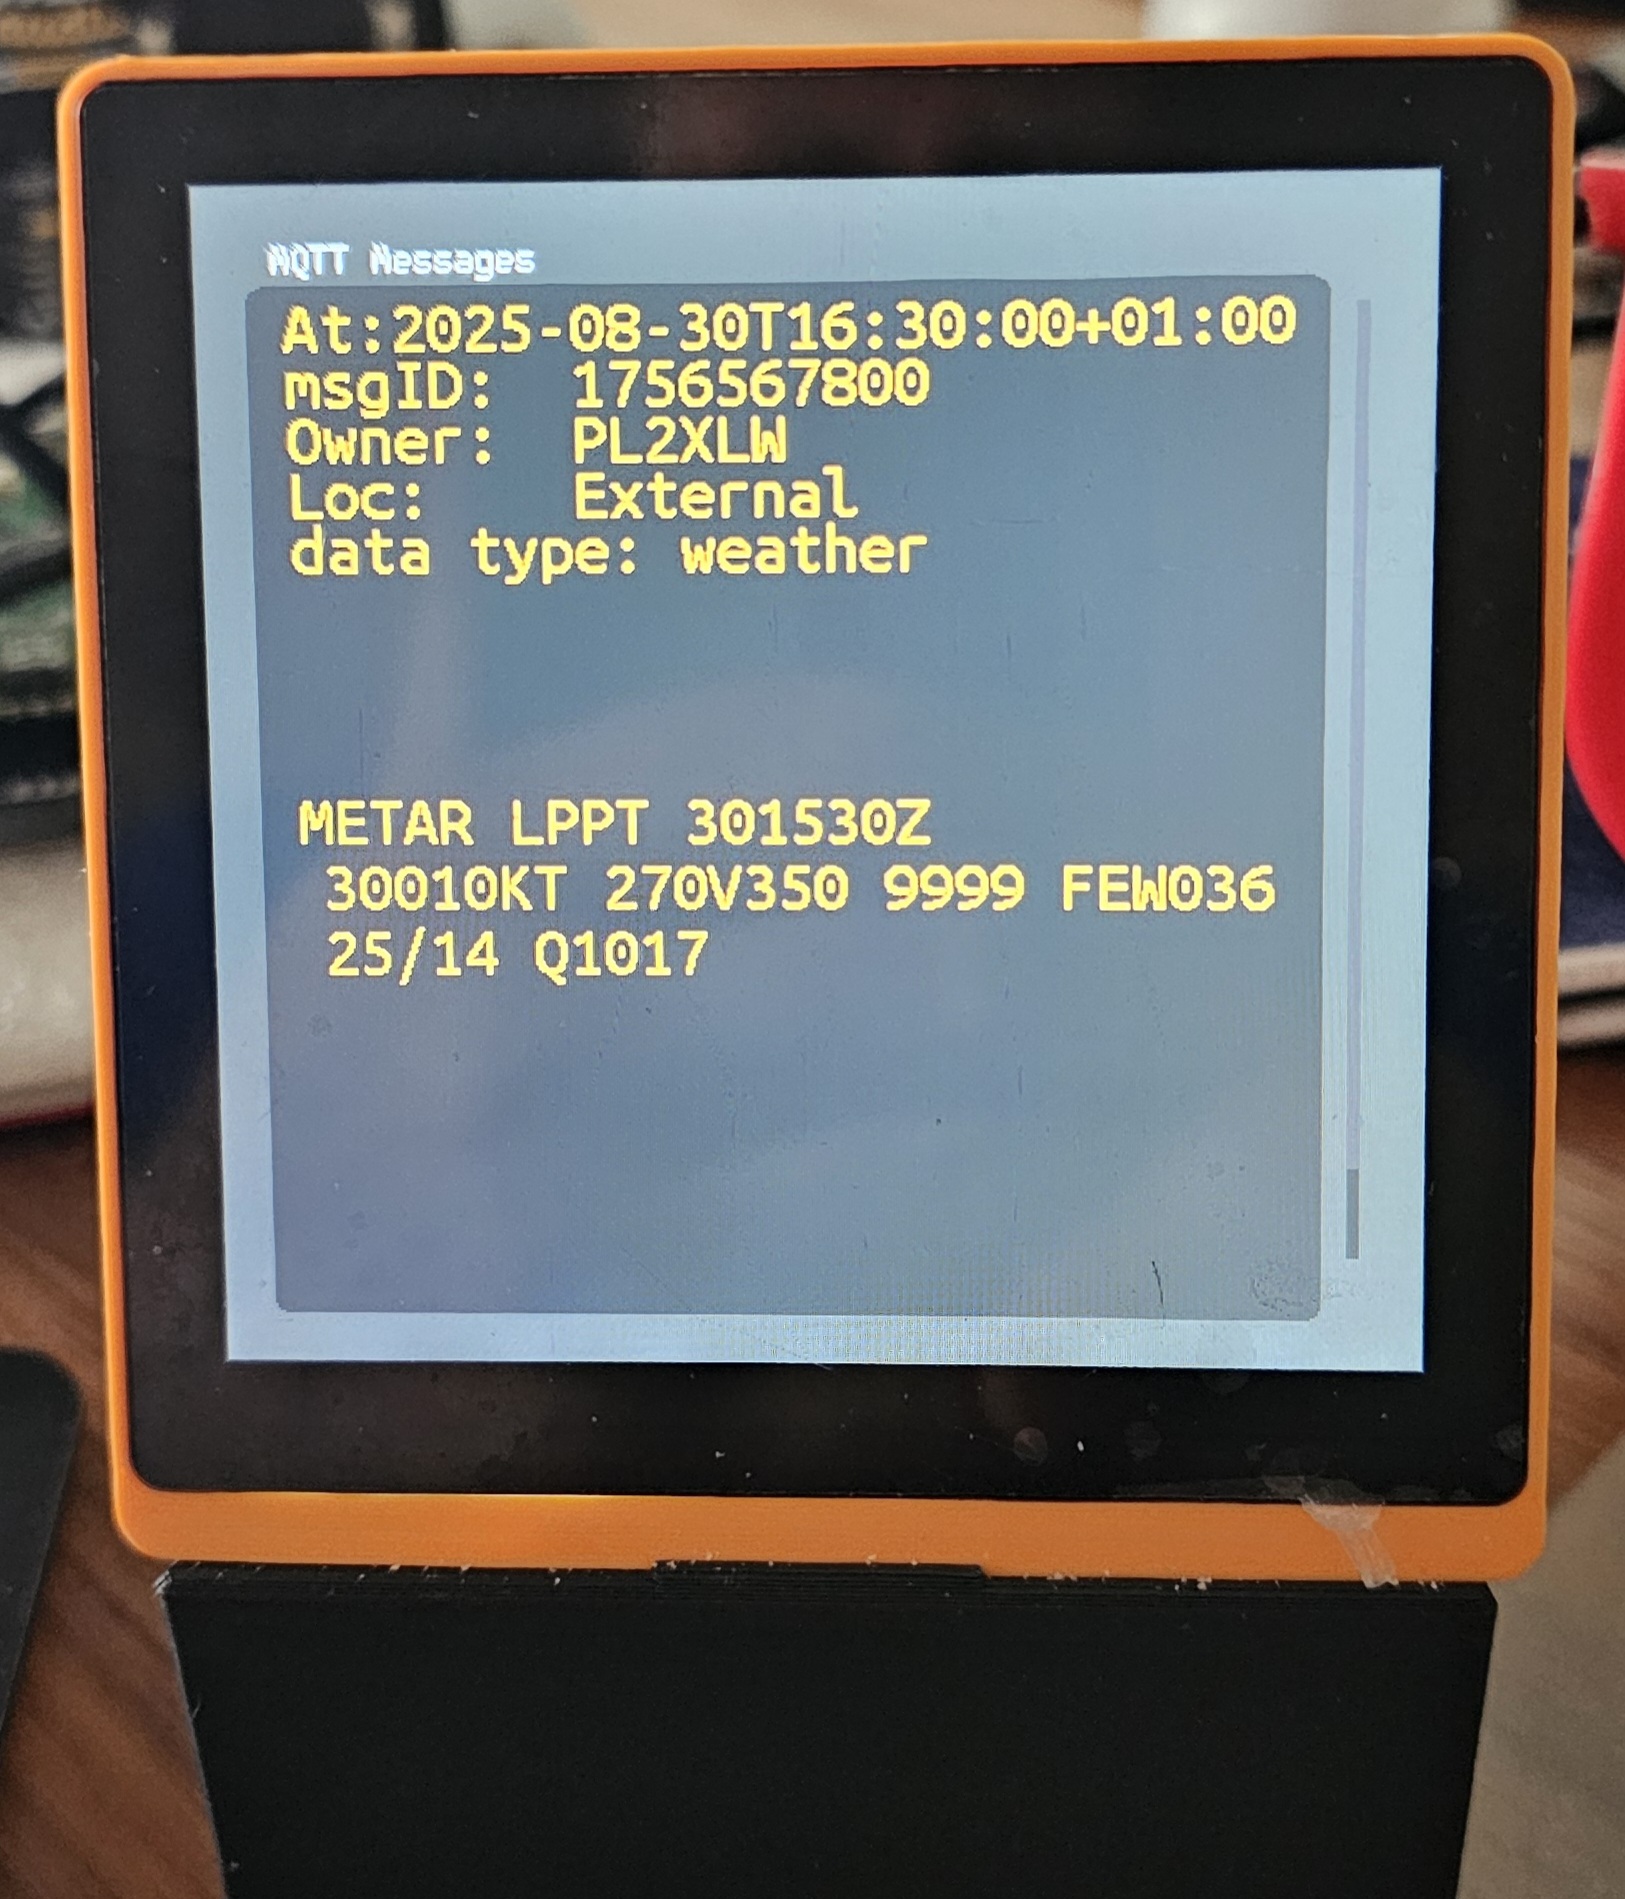 MQTT Messages
At:2025-08-30T16:30:00+01:00
msgID: 1756567800
Owner: PL2XLW
Loc: External
data type: weather
METAR LPPT 301530Z
30010KT 270V350 9999 FEW036
25/14 Q1017